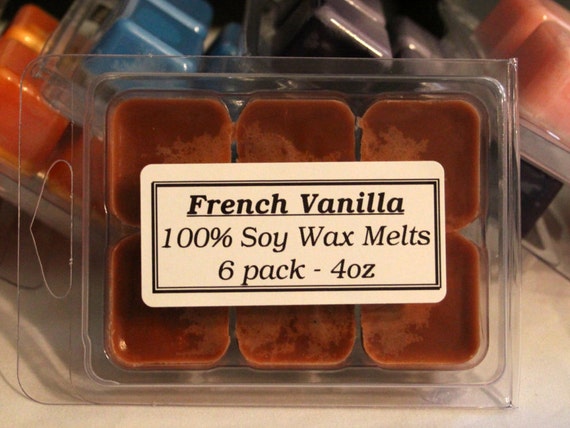 French Vanilla
100% Soy Wax Melts
6 pack - 4oz